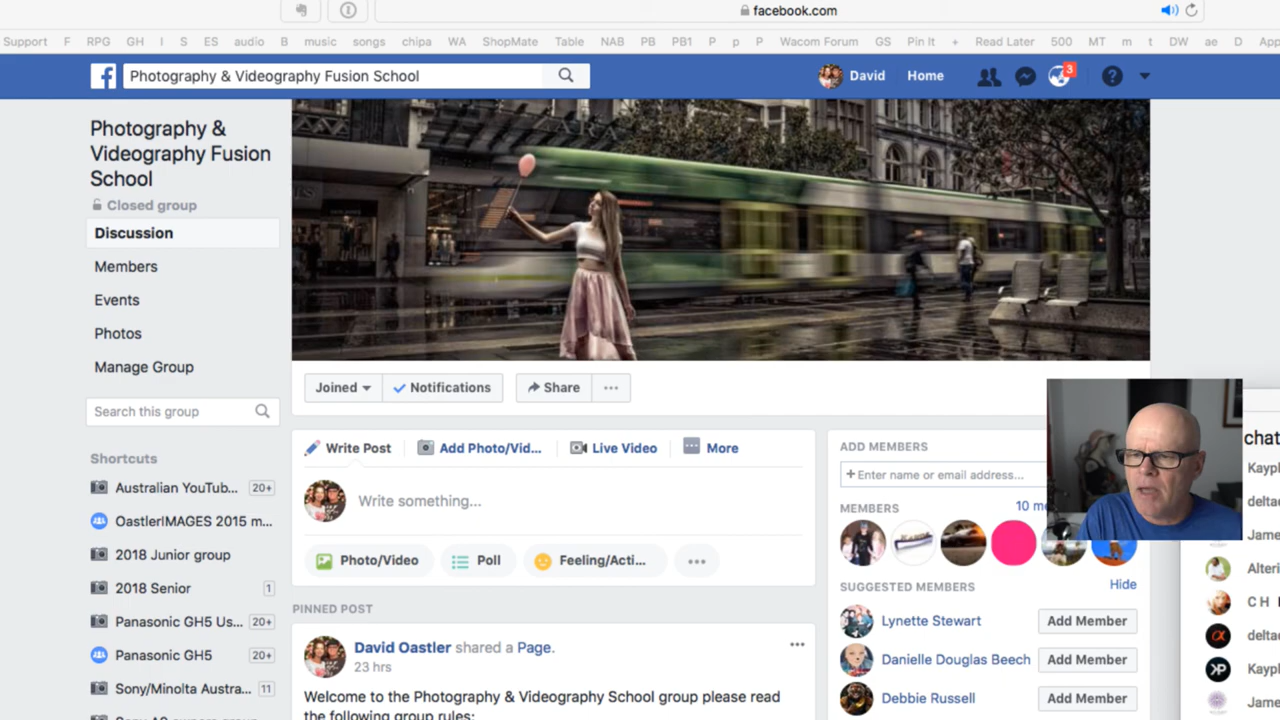 facebook.com
Support F RPG GH I S ES audio B music songs chipa WA ShopMate Table NAB PB PB1 P p P Wacom Forum GS Pin It + Read Later 500 MT m t DW ae D
Photography & Videography Fusion School
David Home 3
Photography &
Videography Fusion
School
Closed group
Discussion
Members
Events
Photos
Manage Group
Search this group
Shortcuts
Australian YouTub... 20+
OastlerIMAGES 2015 m...
2018 Junior group
2018 Senior 1
Panasonic GH5 Us... 20+
Panasonic GH5 20+
Sony/Minolta Austra... 11
Joined Notifications Share ...
Write Post Add Photo/Vid... Live Video More
Write something...
Photo/Video Poll Feeling/Acti... ...
PINNED POST
David Oastler shared a Page.
23 hrs
Welcome to the Photography & Videography School group please read
the following group rules:
ADD MEMBERS
+ Enter name or email address...
MEMBERS 10
SUGGESTED MEMBERS Hide
Lynette Stewart Add Member
Danielle Douglas Beech Add Member
Debbie Russell Add Member
chat
C H